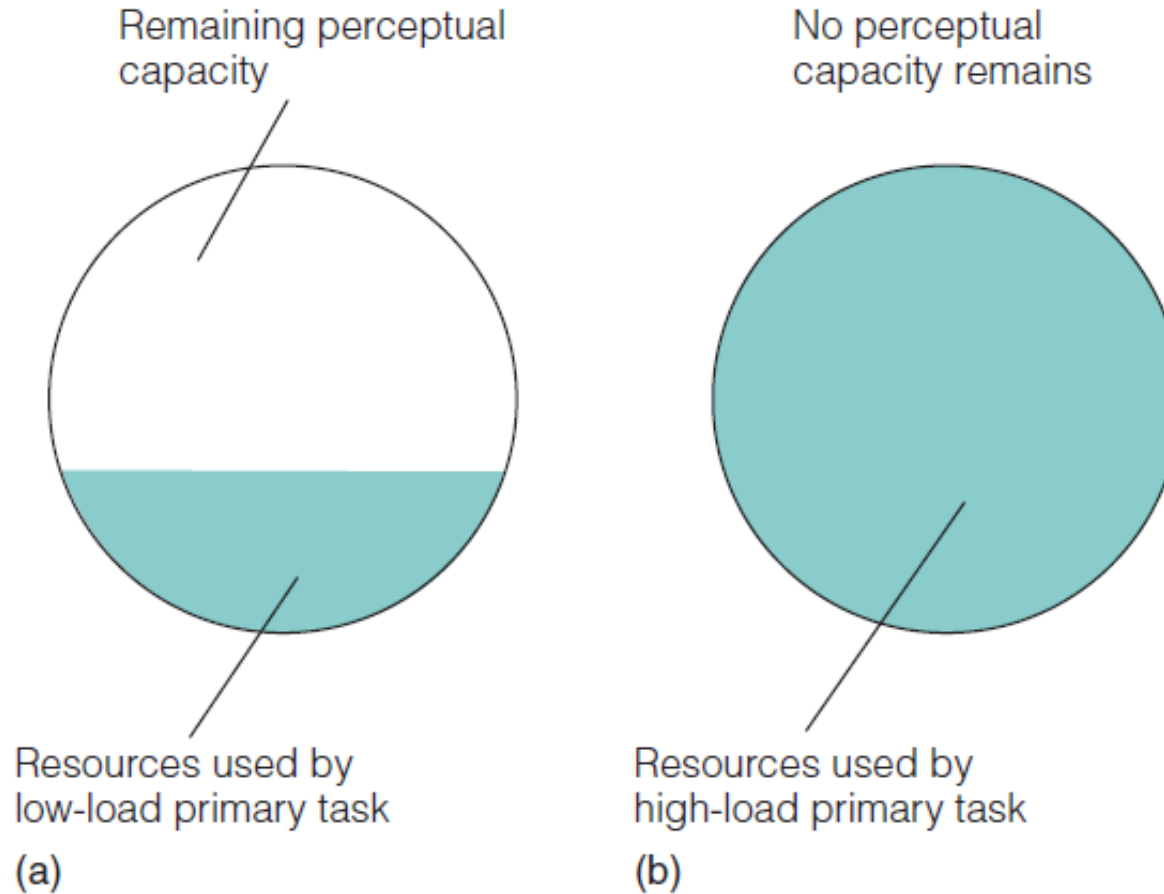 Remaining perceptual
capacity
Resources used by
low-load primary task
(a)
No perceptual
capacity remains
Resources used by
high-load primary task
(b)